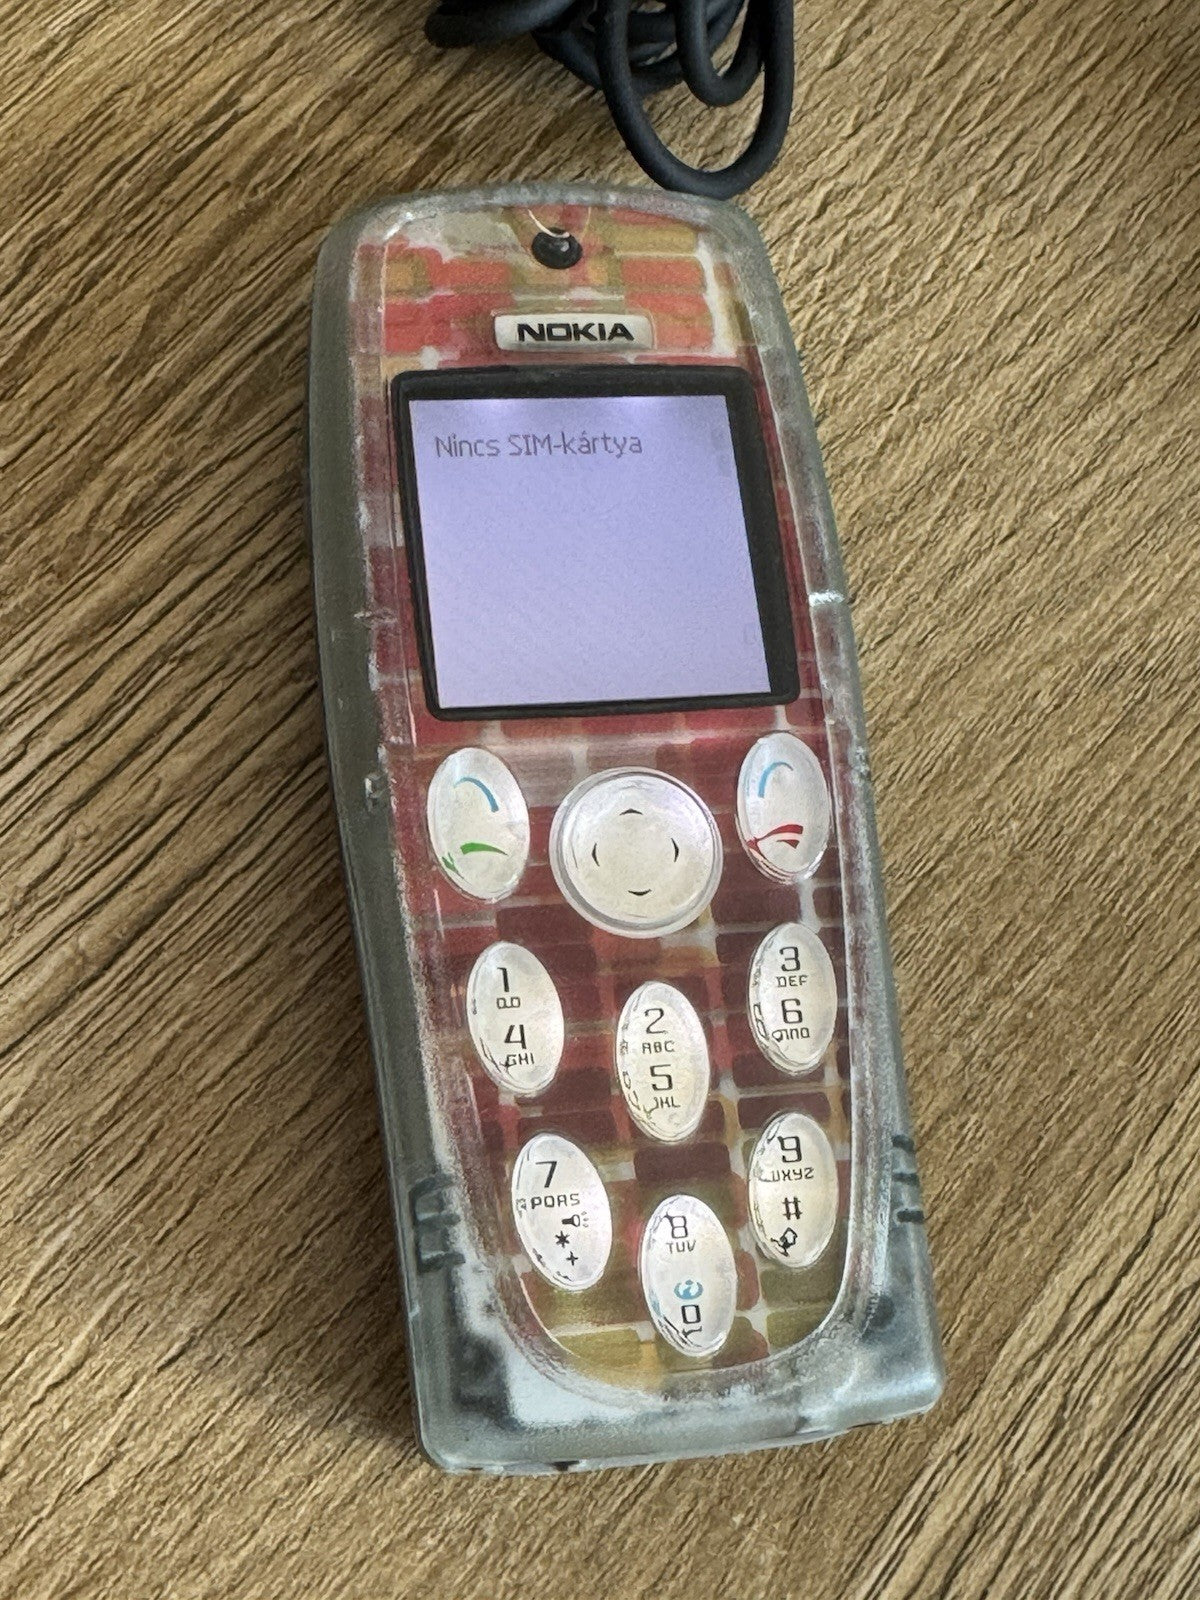 NOKIA
Nincs SIM-kártya
1
4
GHI
2
ABC
5
JKL
3
DEF
6
MNO
7
PQRS
*
+
8
TUV
0
9
WXYZ
#